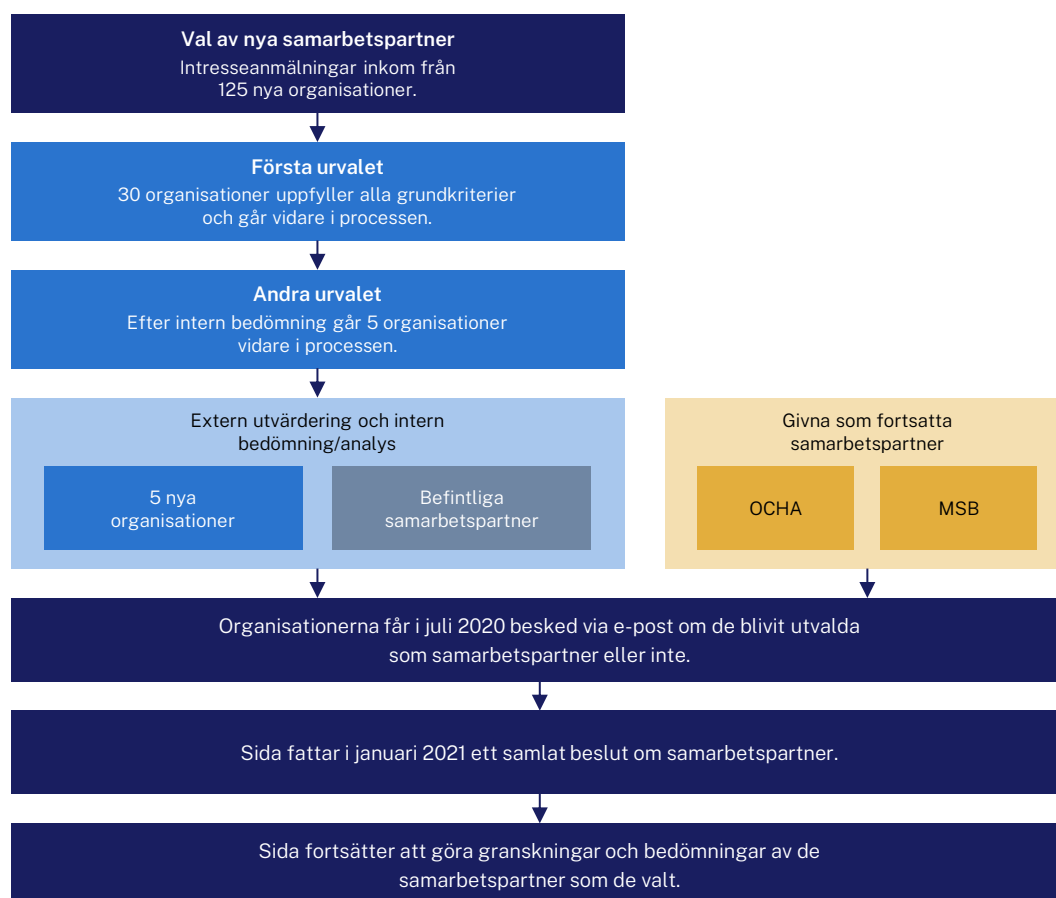 Val av nya samarbetspartner
Intresseanmälningar inkom från
125 nya organisationer.
Första urvalet
30 organisationer uppfyller alla grundkriterier
och går vidare i processen.
Andra urvalet
Efter intern bedömning går 5 organisationer
vidare i processen.
Extern utvärdering och intern
bedömning/analys
5 nya
organisationer
Befintliga
samarbetspartner
Givna som fortsatta
samarbetspartner
OCHA
MSB
Organisationerna får i juli 2020 besked via e-post om de blivit utvalda
som samarbetspartner eller inte.
Sida fattar i januari 2021 ett samlat beslut om samarbetspartner.
Sida fortsätter att göra granskningar och bedömningar av de
samarbetspartner som de valt.